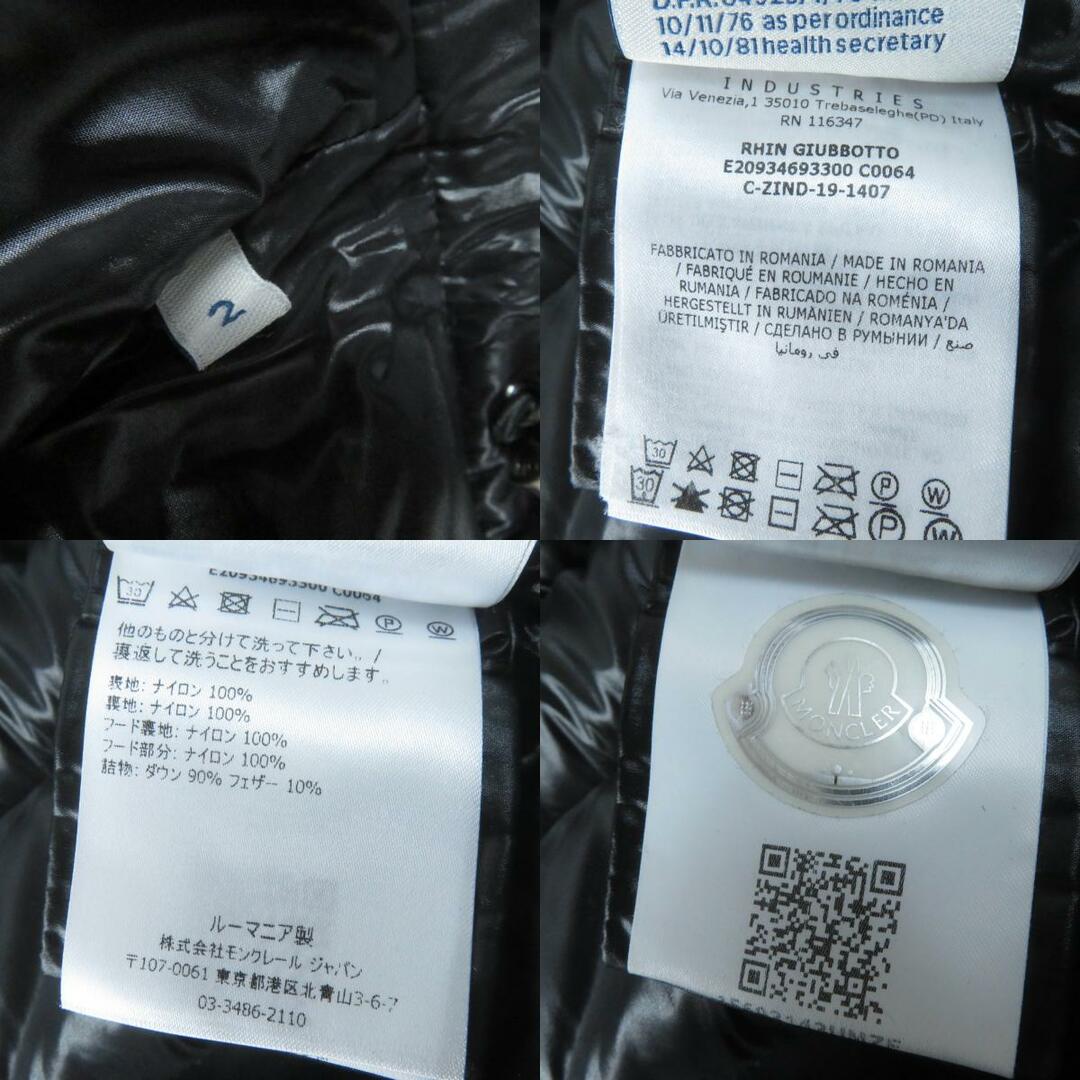 2
10/11/76 as per ordinance
14/10/81 health secretary
INDUSTRIES
Via Venezia,1 35010 Trebaseleghe(PD) Italy
RN 116347
RHIN GIUBBOTTO
E20934693300 C0064
C-ZIND-19-1407
FABBRICATO IN ROMANIA / MADE IN ROMANIA
/ FABRIQUÉ EN ROUMANIE / HECHO EN
RUMANIA / FABRICADO NA ROMÉNIA /
HERGESTELLT IN RUMÄNIEN / ROMANYA'DA
ÜRETILMIŞTIR / СДЕЛАНО В РУМЫНИИ / صنع
في رومانيا
30 P W
30 P W
E20934693300 C0064
30 P W
他のものと分けて洗って下さい。/
裏返して洗うことをおすすめします。
表地: ナイロン 100%
裏地: ナイロン 100%
フード裏地: ナイロン 100%
フード部分: ナイロン 100%
詰物: ダウン 90% フェザー 10%
ルーマニア製
株式会社モンクレール ジャパン
〒107-0061 東京都港区北青山3-6-7
03-3486-2110
MONCLER